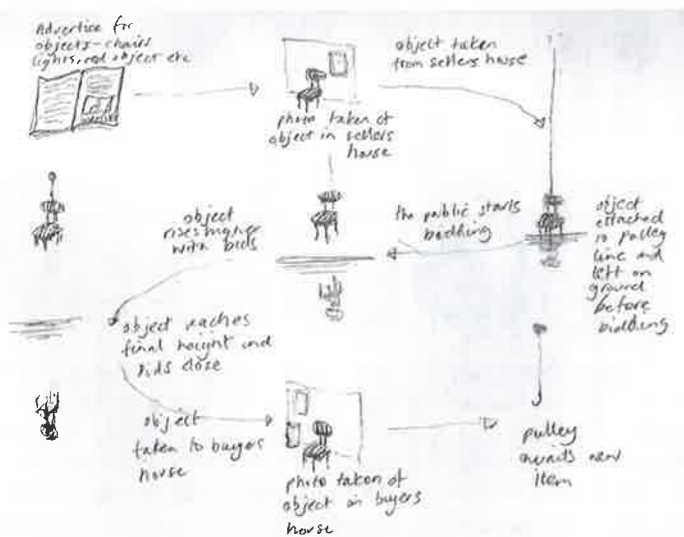 Advertise for
objects - chairs
lights, red object etc
photo taken of
object in sellers
house
object taken
from sellers house
object
attached
to pulley
line and
left on
ground
before
bidding
the public starts
bidding
object
rises higher
with bids
object reaches
final height and
bids close
object
taken to buyers
house
photo taken of
object in buyers
house
pulley
awaits new
item